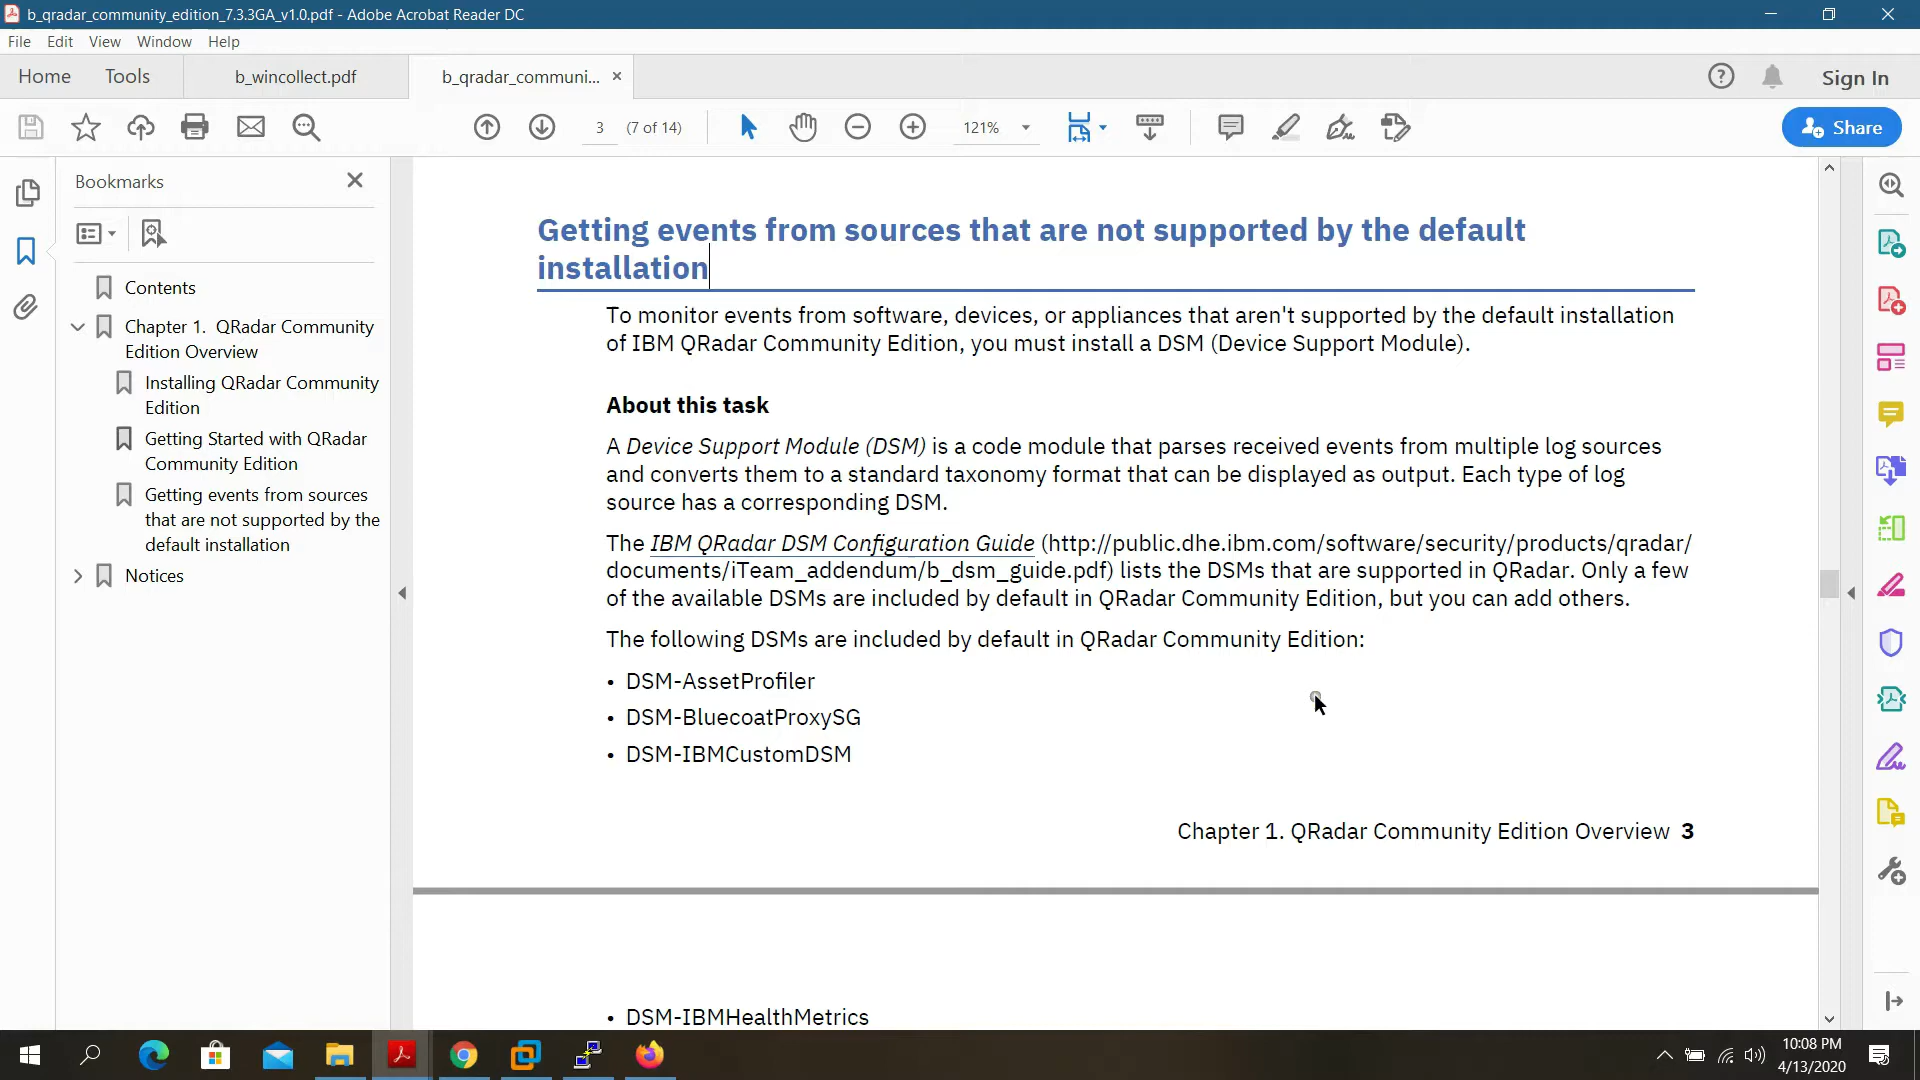 b_qradar_community_edition_7.3.3GA_v1.0.pdf - Adobe Acrobat Reader DC
File Edit View Window Help
Home Tools b_wincollect.pdf b_qradar_communi... × Sign In
3 (7 of 14) 121% Share
Bookmarks
Contents
Chapter 1. QRadar Community
Edition Overview
Installing QRadar Community
Edition
Getting Started with QRadar
Community Edition
Getting events from sources
that are not supported by the
default installation
Notices
Getting events from sources that are not supported by the default
installation
To monitor events from software, devices, or appliances that aren't supported by the default installation
of IBM QRadar Community Edition, you must install a DSM (Device Support Module).
About this task
A Device Support Module (DSM) is a code module that parses received events from multiple log sources
and converts them to a standard taxonomy format that can be displayed as output. Each type of log
source has a corresponding DSM.
The IBM QRadar DSM Configuration Guide (http://public.dhe.ibm.com/software/security/products/qradar/
documents/iTeam_addendum/b_dsm_guide.pdf) lists the DSMs that are supported in QRadar. Only a few
of the available DSMs are included by default in QRadar Community Edition, but you can add others.
The following DSMs are included by default in QRadar Community Edition:
• DSM-AssetProfiler
• DSM-BluecoatProxySG
• DSM-IBMCustomDSM
Chapter 1. QRadar Community Edition Overview 3
• DSM-IBMHealthMetrics
10:08 PM
4/13/2020